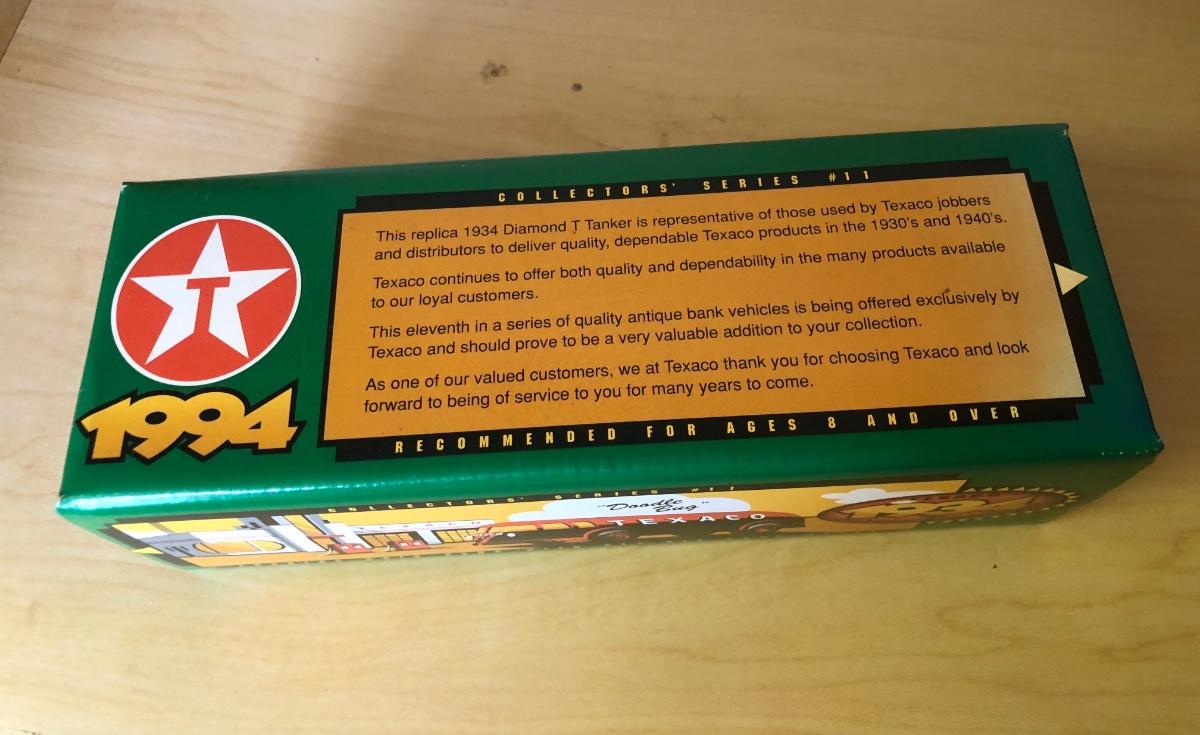 COLLECTORS' SERIES #11
This replica 1934 Diamond T Tanker is representative of those used by Texaco jobbers
and distributors to deliver quality, dependable Texaco products in the 1930's and 1940's.
Texaco continues to offer both quality and dependability in the many products available
to our loyal customers.
This eleventh in a series of quality antique bank vehicles is being offered exclusively by
Texaco and should prove to be a very valuable addition to your collection.
As one of our valued customers, we at Texaco thank you for choosing Texaco and look
forward to being of service to you for many years to come.
RECOMMENDED FOR AGES 8 AND OVER
T
1994
COLLECTORS' SERIES #11
"Doodle
Bug"
TEXACO
TEXACO
1934